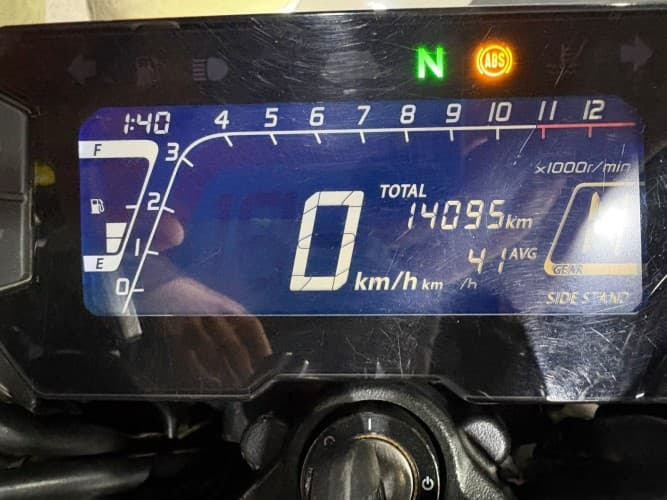 N ABS
1:40
4 5 6 7 8 9 10 11 12
F 3
x1000r/min
2
TOTAL
14095km
0 km/h
41 AVG
km /h
E 1
GEAR N
0
SIDE STAND